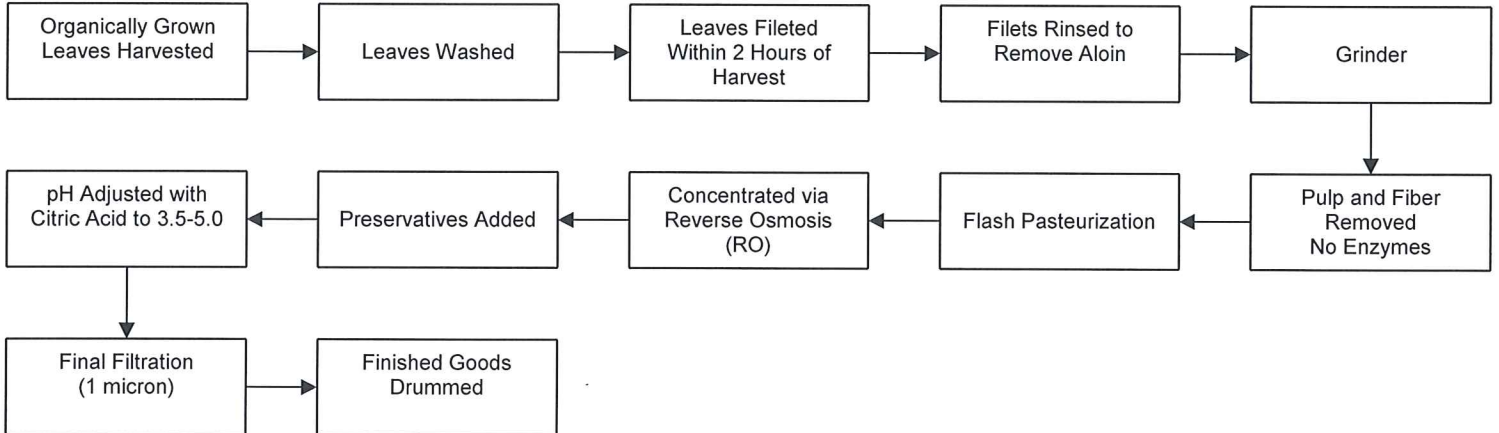 Organically Grown
Leaves Harvested
Leaves Washed
Leaves Fileted
Within 2 Hours of
Harvest
Filets Rinsed to
Remove Aloin
Grinder
Pulp and Fiber
Removed
No Enzymes
Flash Pasteurization
Concentrated via
Reverse Osmosis
(RO)
Preservatives Added
pH Adjusted with
Citric Acid to 3.5-5.0
Final Filtration
(1 micron)
Finished Goods
Drummed